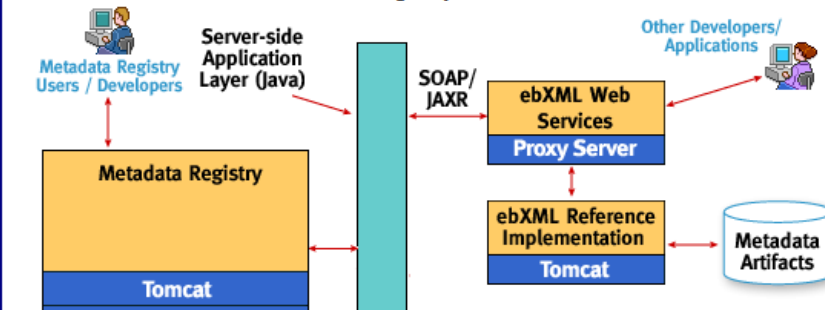 Metadata Registry
Users / Developers
Server-side
Application
Layer (Java)
SOAP/
JAXR
Other Developers/
Applications
ebXML Web
Services
Proxy Server
Metadata Registry
Tomcat
ebXML Reference
Implementation
Tomcat
Metadata
Artifacts